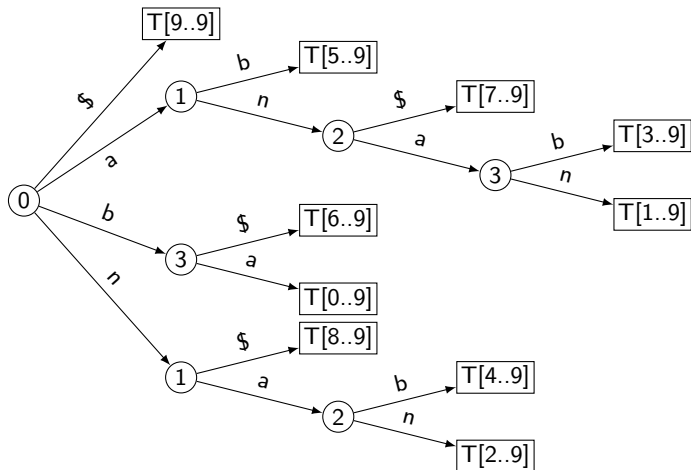 T[9..9]
$
b
T[5..9]
1
n
$
T[7..9]
a
2
a
b
T[3..9]
3
n
0
T[1..9]
b
$
T[6..9]
3
a
n
T[0..9]
$
T[8..9]
1
a
b
T[4..9]
2
n
T[2..9]